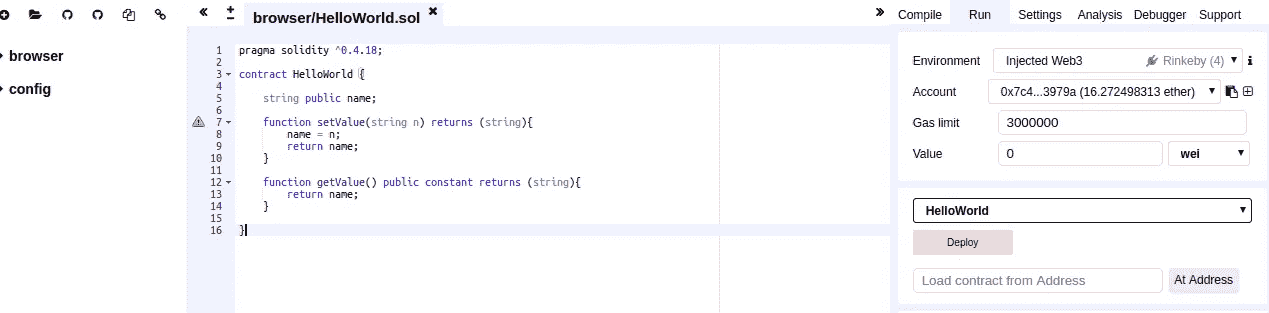 browser/HelloWorld.sol
Compile Run Settings Analysis Debugger Support
browser
config
1 pragma solidity ^0.4.18;
2
3 contract HelloWorld {
4
5 string public name;
6
7 function setValue(string n) returns (string){
8 name = n;
9 return name;
10 }
11
12 function getValue() public constant returns (string){
13 return name;
14 }
15
16 }
Environment Injected Web3 Rinkeby (4)
Account 0x7c4...3979a (16.272498313 ether)
Gas limit 3000000
Value 0 wei
HelloWorld
Deploy
Load contract from Address At Address